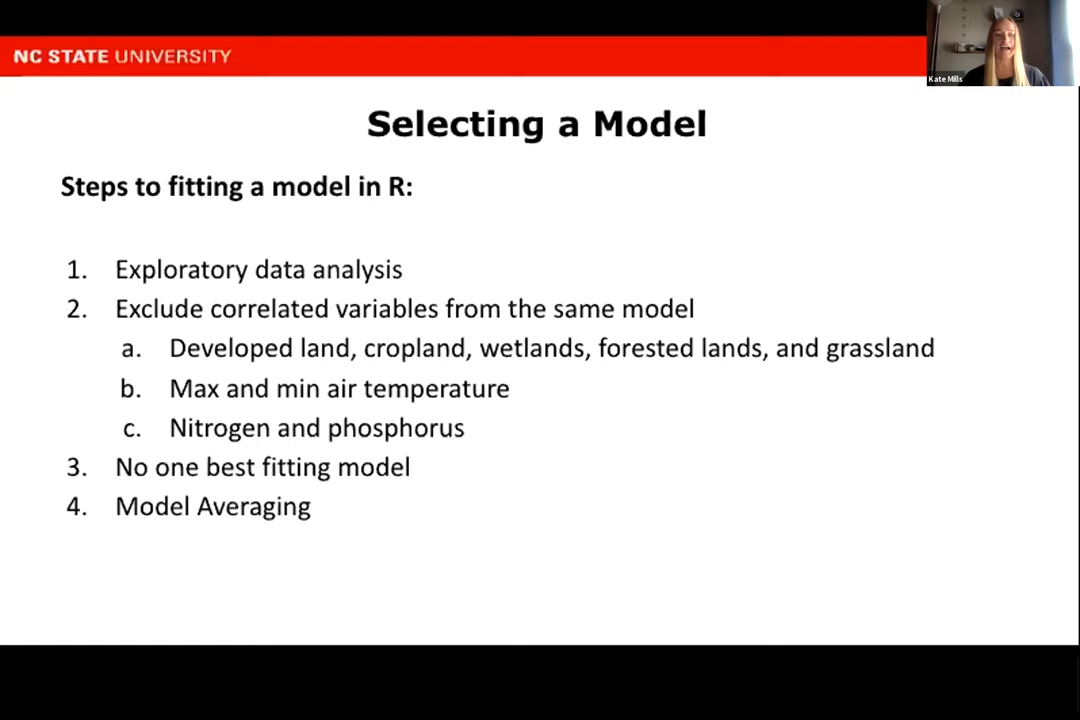 NC STATE UNIVERSITY
Kate Mills
Selecting a Model
Steps to fitting a model in R:
1. Exploratory data analysis
2. Exclude correlated variables from the same model
a. Developed land, cropland, wetlands, forested lands, and grassland
b. Max and min air temperature
c. Nitrogen and phosphorus
3. No one best fitting model
4. Model Averaging